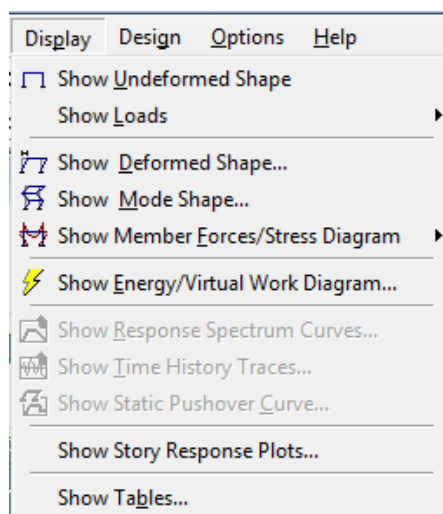 Display Design Options Help
Show Undeformed Shape
Show Loads
Show Deformed Shape...
Show Mode Shape...
Show Member Forces/Stress Diagram
Show Energy/Virtual Work Diagram...
Show Response Spectrum Curves...
Show Time History Traces...
Show Static Pushover Curve...
Show Story Response Plots...
Show Tables...